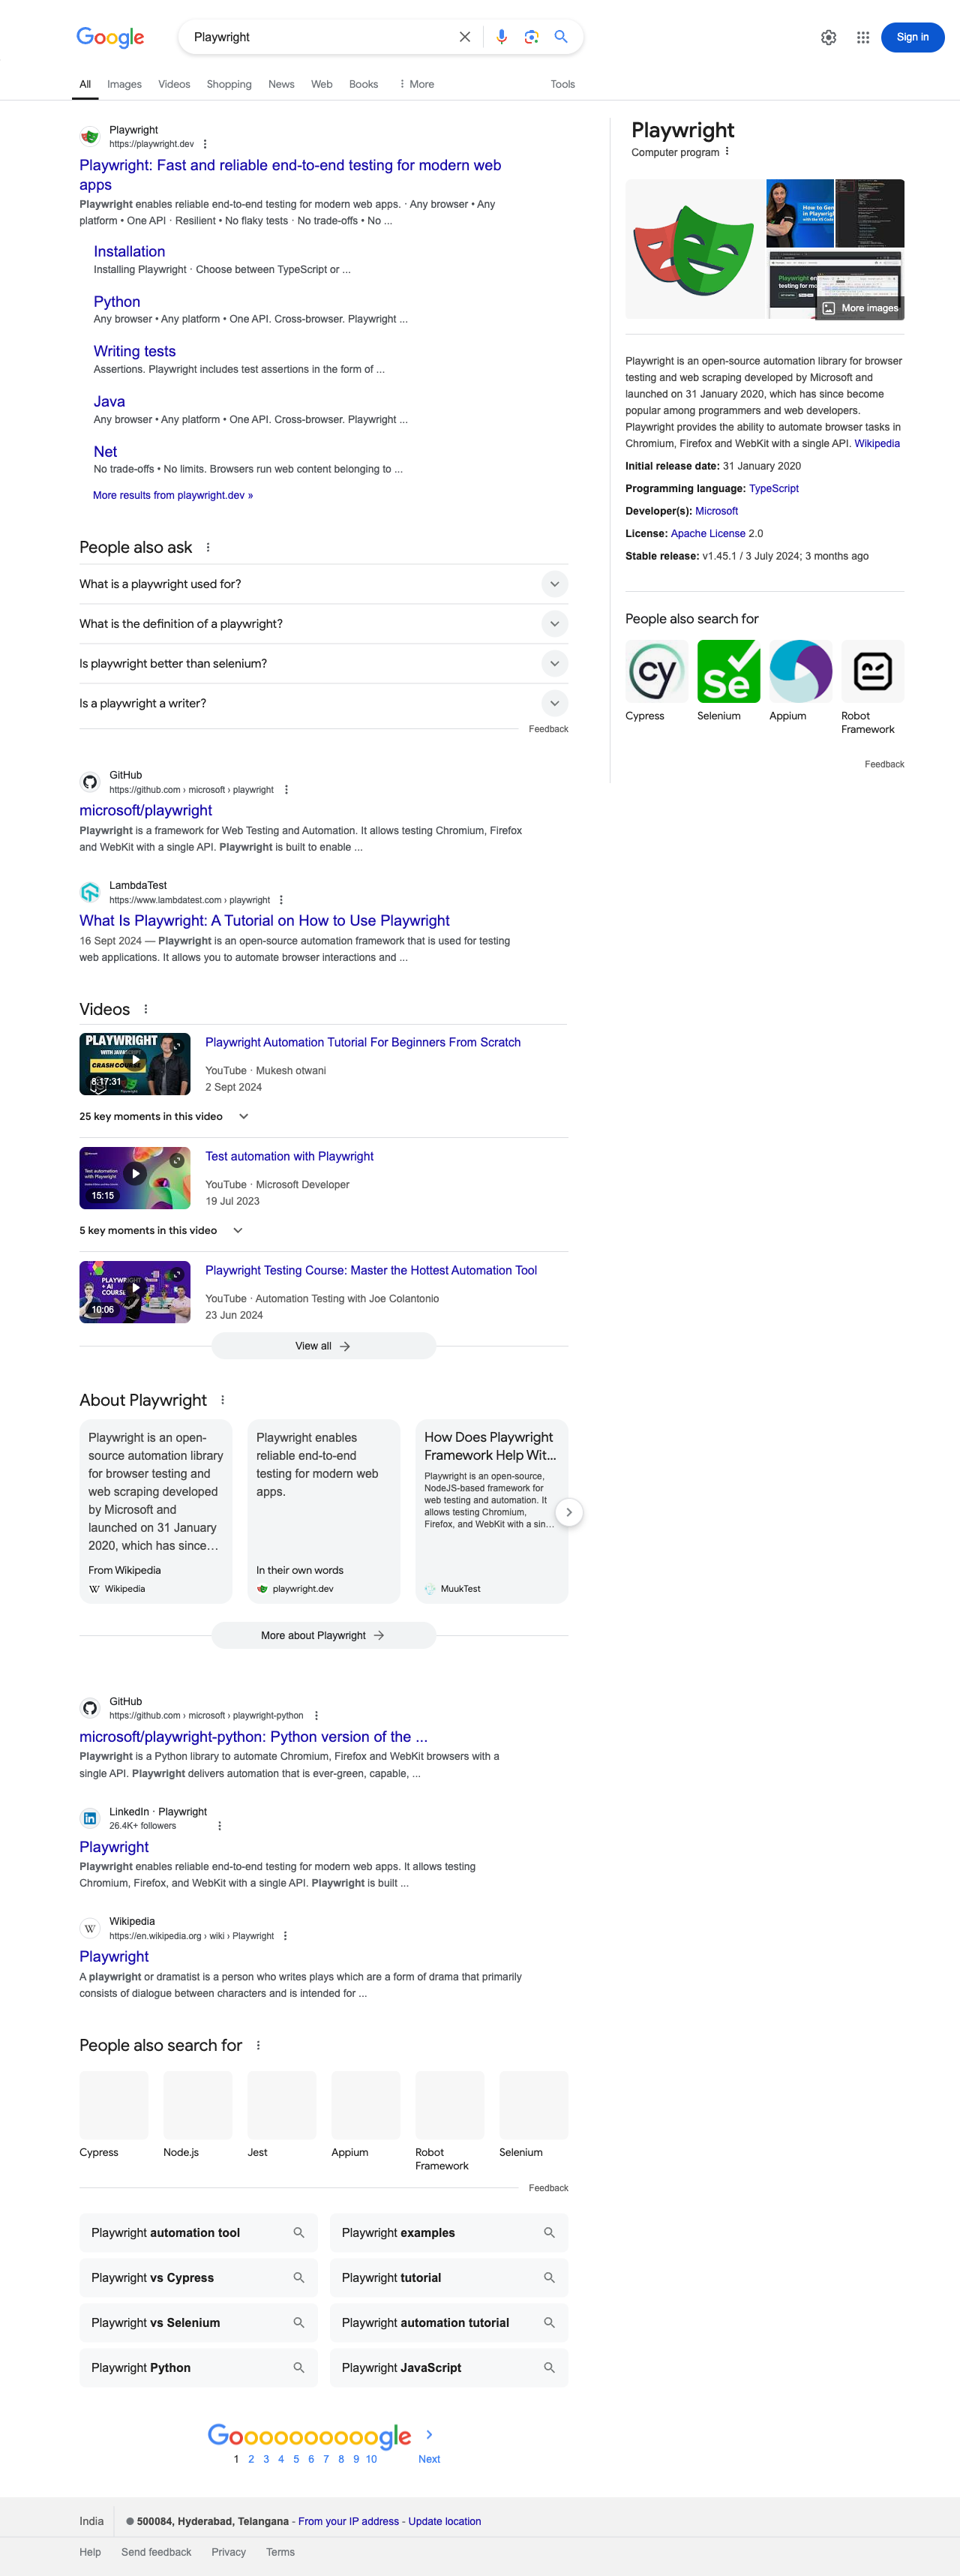 Google
Playwright
Sign in
All
Images
Videos
Shopping
News
Web
Books
More
Tools
Playwright
https://playwright.dev
Playwright: Fast and reliable end-to-end testing for modern web
apps
Playwright enables reliable end-to-end testing for modern web apps. · Any browser • Any
platform • One API · Resilient • No flaky tests · No trade-offs • No ...
Installation
Installing Playwright · Choose between TypeScript or ...
Python
Any browser • Any platform • One API. Cross-browser. Playwright ...
Writing tests
Assertions. Playwright includes test assertions in the form of ...
Java
Any browser • Any platform • One API. Cross-browser. Playwright ...
Net
No trade-offs • No limits. Browsers run web content belonging to ...
More results from playwright.dev »
People also ask
What is a playwright used for?
What is the definition of a playwright?
Is playwright better than selenium?
Is a playwright a writer?
Feedback
GitHub
https://github.com › microsoft › playwright
microsoft/playwright
Playwright is a framework for Web Testing and Automation. It allows testing Chromium, Firefox
and WebKit with a single API. Playwright is built to enable ...
LambdaTest
https://www.lambdatest.com › playwright
What Is Playwright: A Tutorial on How to Use Playwright
16 Sept 2024 — Playwright is an open-source automation framework that is used for testing
web applications. It allows you to automate browser interactions and ...
Videos
PLAYWRIGHT
WITH JAVASCRIPT
CRASH COURSE
8:17:31
Playwright Automation Tutorial For Beginners From Scratch
YouTube · Mukesh otwani
2 Sept 2024
25 key moments in this video
Test automation
with Playwright
15:15
Test automation with Playwright
YouTube · Microsoft Developer
19 Jul 2023
5 key moments in this video
PLAYWRIGHT
+ AI
COURSE
10:06
Playwright Testing Course: Master the Hottest Automation Tool
YouTube · Automation Testing with Joe Colantonio
23 Jun 2024
View all
About Playwright
Playwright is an open-
source automation library
for browser testing and
web scraping developed
by Microsoft and
launched on 31 January
2020, which has since…
From Wikipedia
W Wikipedia
Playwright enables
reliable end-to-end
testing for modern web
apps.
In their own words
playwright.dev
How Does Playwright
Framework Help Wit...
Playwright is an open-source,
NodeJS-based framework for
web testing and automation. It
allows testing Chromium,
Firefox, and WebKit with a sin…
MuukTest
More about Playwright
GitHub
https://github.com › microsoft › playwright-python
microsoft/playwright-python: Python version of the ...
Playwright is a Python library to automate Chromium, Firefox and WebKit browsers with a
single API. Playwright delivers automation that is ever-green, capable, ...
in
LinkedIn · Playwright
26.4K+ followers
Playwright
Playwright enables reliable end-to-end testing for modern web apps. It allows testing
Chromium, Firefox, and WebKit with a single API. Playwright is built ...
W
Wikipedia
https://en.wikipedia.org › wiki › Playwright
Playwright
A playwright or dramatist is a person who writes plays which are a form of drama that primarily
consists of dialogue between characters and is intended for ...
People also search for
Cypress
Node.js
Jest
Appium
Robot
Framework
Selenium
Feedback
Playwright automation tool
Playwright examples
Playwright vs Cypress
Playwright tutorial
Playwright vs Selenium
Playwright automation tutorial
Playwright Python
Playwright JavaScript
Goooooooooogle
1 2 3 4 5 6 7 8 9 10 Next
Playwright
Computer program
How to Gen
in Playwrigh
with the VS Code
Playwright
testing for mo
More images
Playwright is an open-source automation library for browser
testing and web scraping developed by Microsoft and
launched on 31 January 2020, which has since become
popular among programmers and web developers.
Playwright provides the ability to automate browser tasks in
Chromium, Firefox and WebKit with a single API. Wikipedia
Initial release date: 31 January 2020
Programming language: TypeScript
Developer(s): Microsoft
License: Apache License 2.0
Stable release: v1.45.1 / 3 July 2024; 3 months ago
People also search for
cy
Se
Cypress
Selenium
Appium
Robot
Framework
Feedback
India
500084, Hyderabad, Telangana - From your IP address - Update location
Help
Send feedback
Privacy
Terms